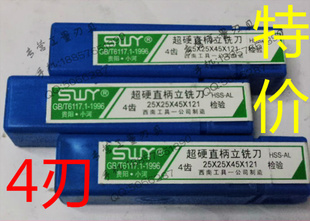 特价
SWY
GB/T6117.1-1996
贵阳·小河
超硬直柄立铣刀
HSS-AL
4齿 25X25X45X121
西南工具一公司制造
检验
SWY
GB/T6117.1-1996
贵阳·小河
超硬直柄立铣刀
HSS-AL
4齿 25X25X45X121
西南工具一公司制造
检验
SWY
GB/T6117.1-1996
贵阳·小河
超硬直柄立铣刀
HSS-AL
4齿 25X25X45X121
西南工具一公司制造
检验
4刃